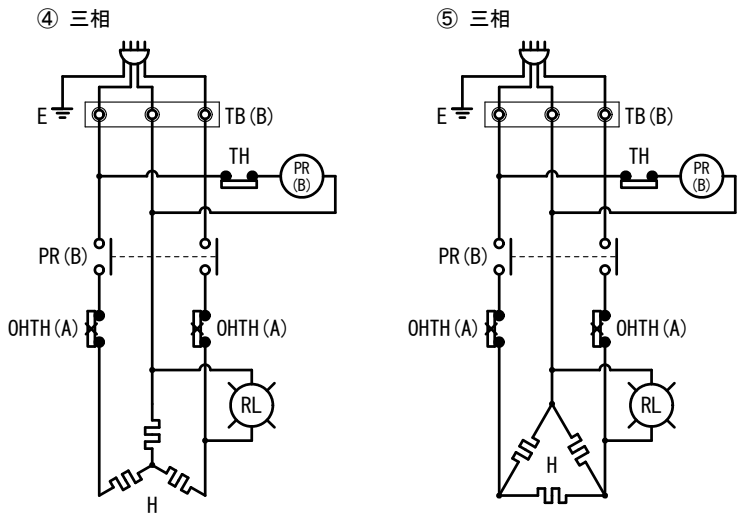 ④ 三相
⑤ 三相
E
TB(B)
E
TB(B)
TH
PR
(B)
TH
PR
(B)
PR(B)
PR(B)
OHTH(A)
OHTH(A)
OHTH(A)
OHTH(A)
RL
RL
H
H